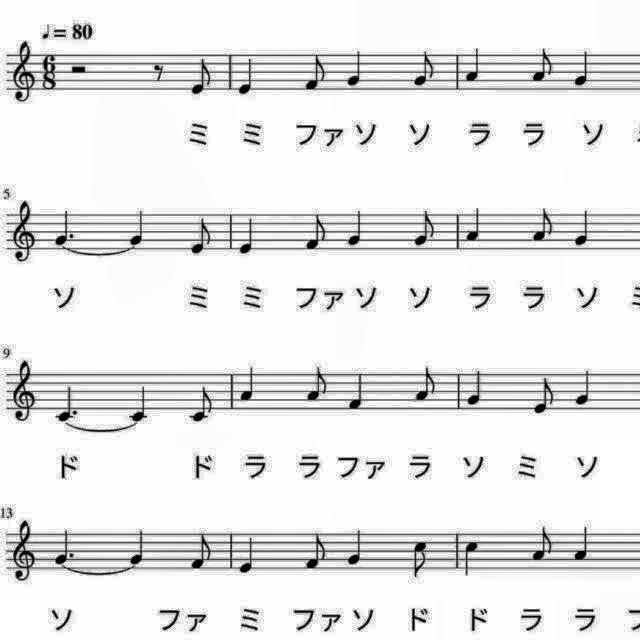 ♩= 80
6
8
ミ ミ ファ ソ ソ ラ ラ ソ
5
ソ ミ ミ ファ ソ ソ ラ ラ ソ ミ
9
ド ド ラ ラ ファ ラ ソ ミ ソ
13
ソ ファ ミ ファ ソ ド ド ララ